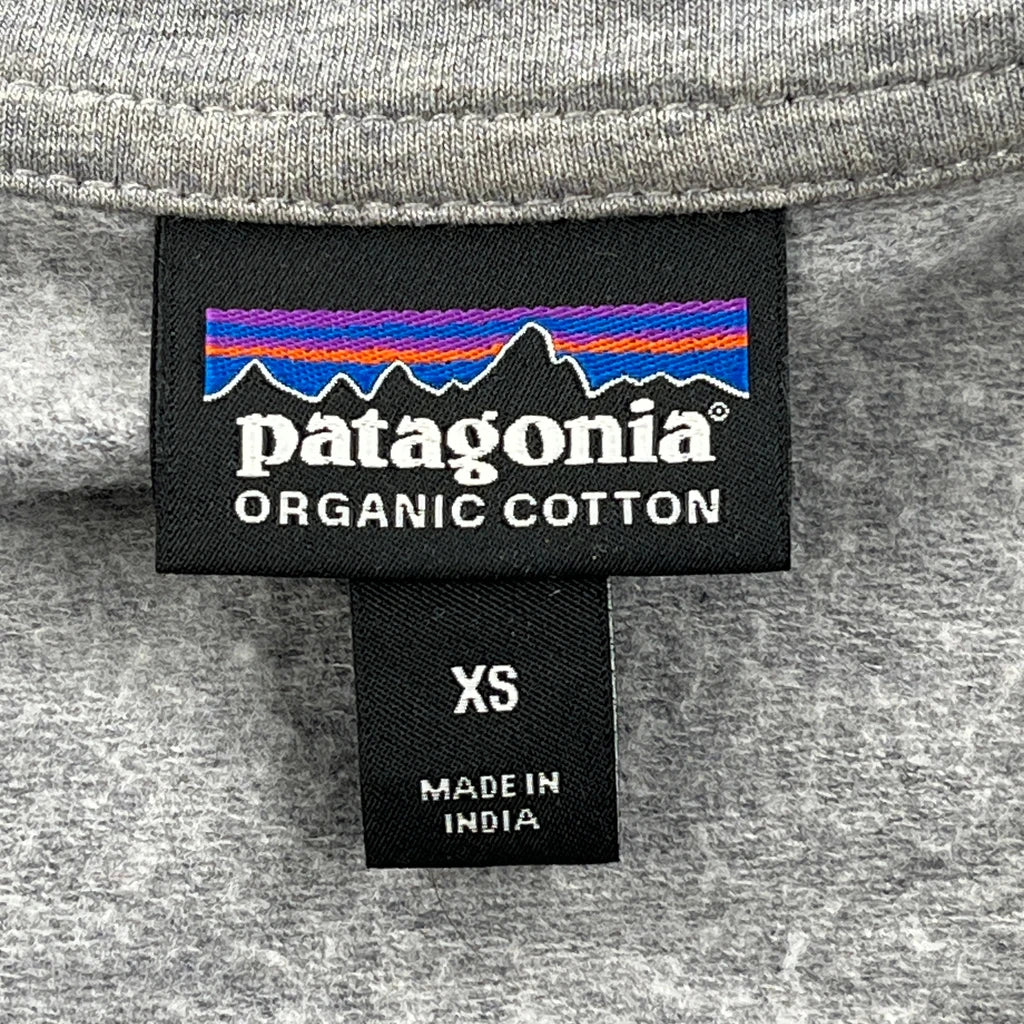 patagonia®
ORGANIC COTTON
XS
MADE IN
INDIA